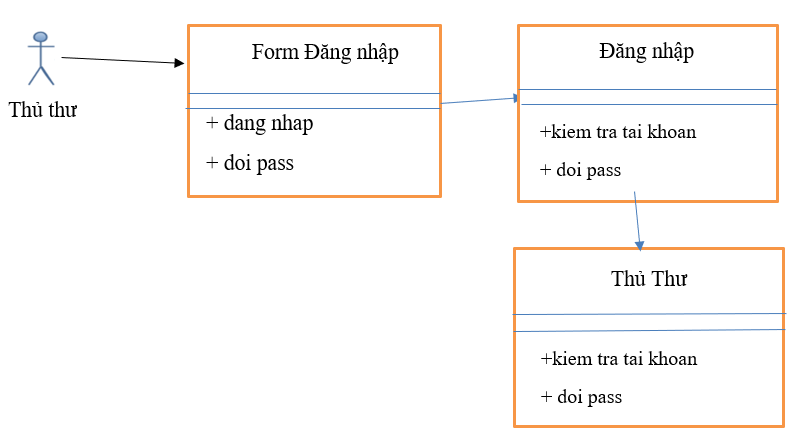 Thủ thư
Form Đăng nhập
+ dang nhap
+ doi pass
Đăng nhập
+kiem tra tai khoan
+ doi pass
Thủ Thư
+kiem tra tai khoan
+ doi pass